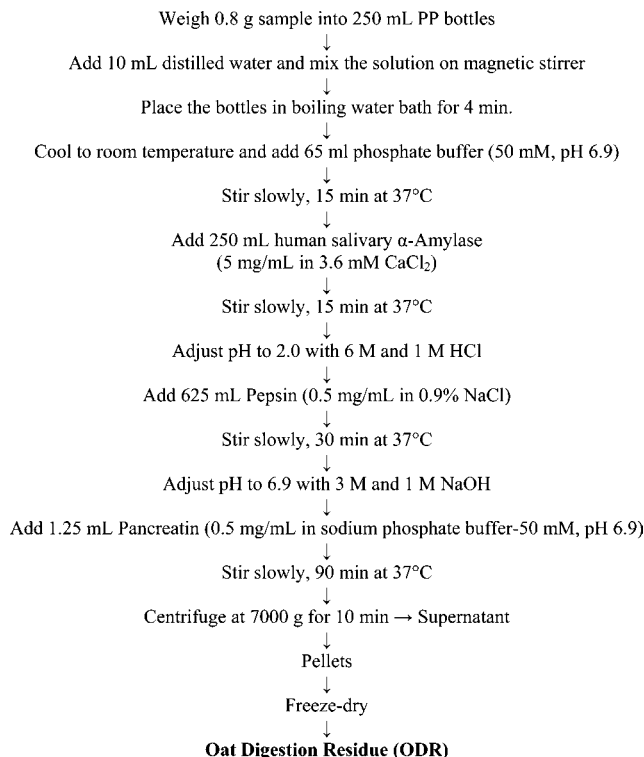 Weigh 0.8 g sample into 250 mL PP bottles
↓
Add 10 mL distilled water and mix the solution on magnetic stirrer
↓
Place the bottles in boiling water bath for 4 min.
↓
Cool to room temperature and add 65 ml phosphate buffer (50 mM, pH 6.9)
↓
Stir slowly, 15 min at 37°C
↓
Add 250 mL human salivary α-Amylase
(5 mg/mL in 3.6 mM CaCl₂)
↓
Stir slowly, 15 min at 37°C
↓
Adjust pH to 2.0 with 6 M and 1 M HCl
↓
Add 625 mL Pepsin (0.5 mg/mL in 0.9% NaCl)
↓
Stir slowly, 30 min at 37°C
↓
Adjust pH to 6.9 with 3 M and 1 M NaOH
↓
Add 1.25 mL Pancreatin (0.5 mg/mL in sodium phosphate buffer-50 mM, pH 6.9)
↓
Stir slowly, 90 min at 37°C
↓
Centrifuge at 7000 g for 10 min → Supernatant
↓
Pellets
↓
Freeze-dry
↓
Oat Digestion Residue (ODR)